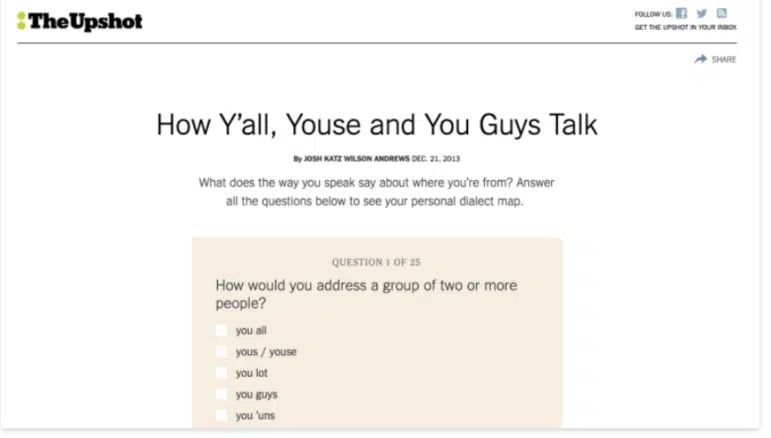 TheUpshot
FOLLOW US:
GET THE UPSHOT IN YOUR INBOX
SHARE
How Y'all, Youse and You Guys Talk
By JOSH KATZ WILSON ANDREWS DEC. 21, 2013
What does the way you speak say about where you're from? Answer
all the questions below to see your personal dialect map.
QUESTION 1 OF 25
How would you address a group of two or more
people?
you all
yous / youse
you lot
you guys
you 'uns